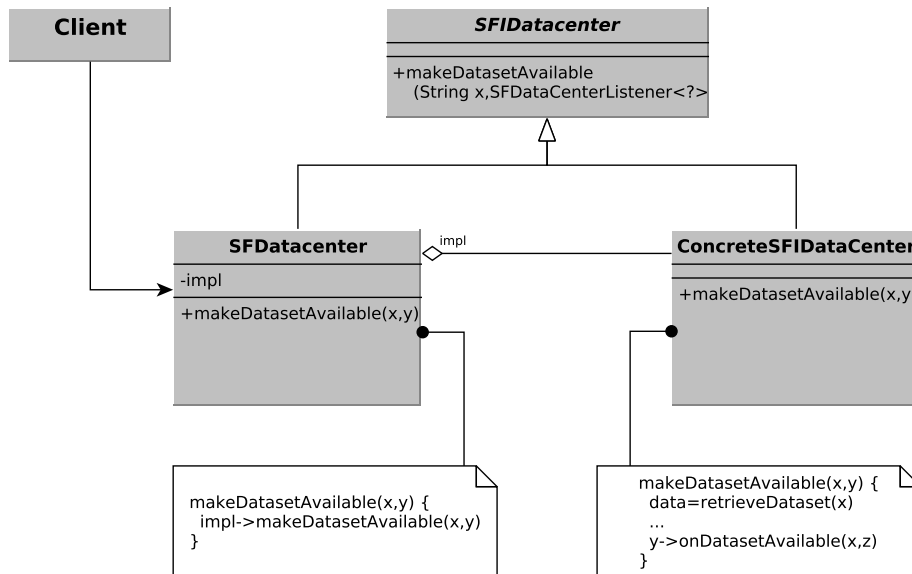 Client
SFIDatacenter
+makeDatasetAvailable
(String x,SFDataCenterListener<?>
SFDatacenter
-impl
+makeDatasetAvailable(x,y)
impl
ConcreteSFIDataCenter
+makeDatasetAvailable(x,y
makeDatasetAvailable(x,y) {
impl->makeDatasetAvailable(x,y)
}
makeDatasetAvailable(x,y) {
data=retrieveDataset(x)
...
y->onDatasetAvailable(x,z)
}